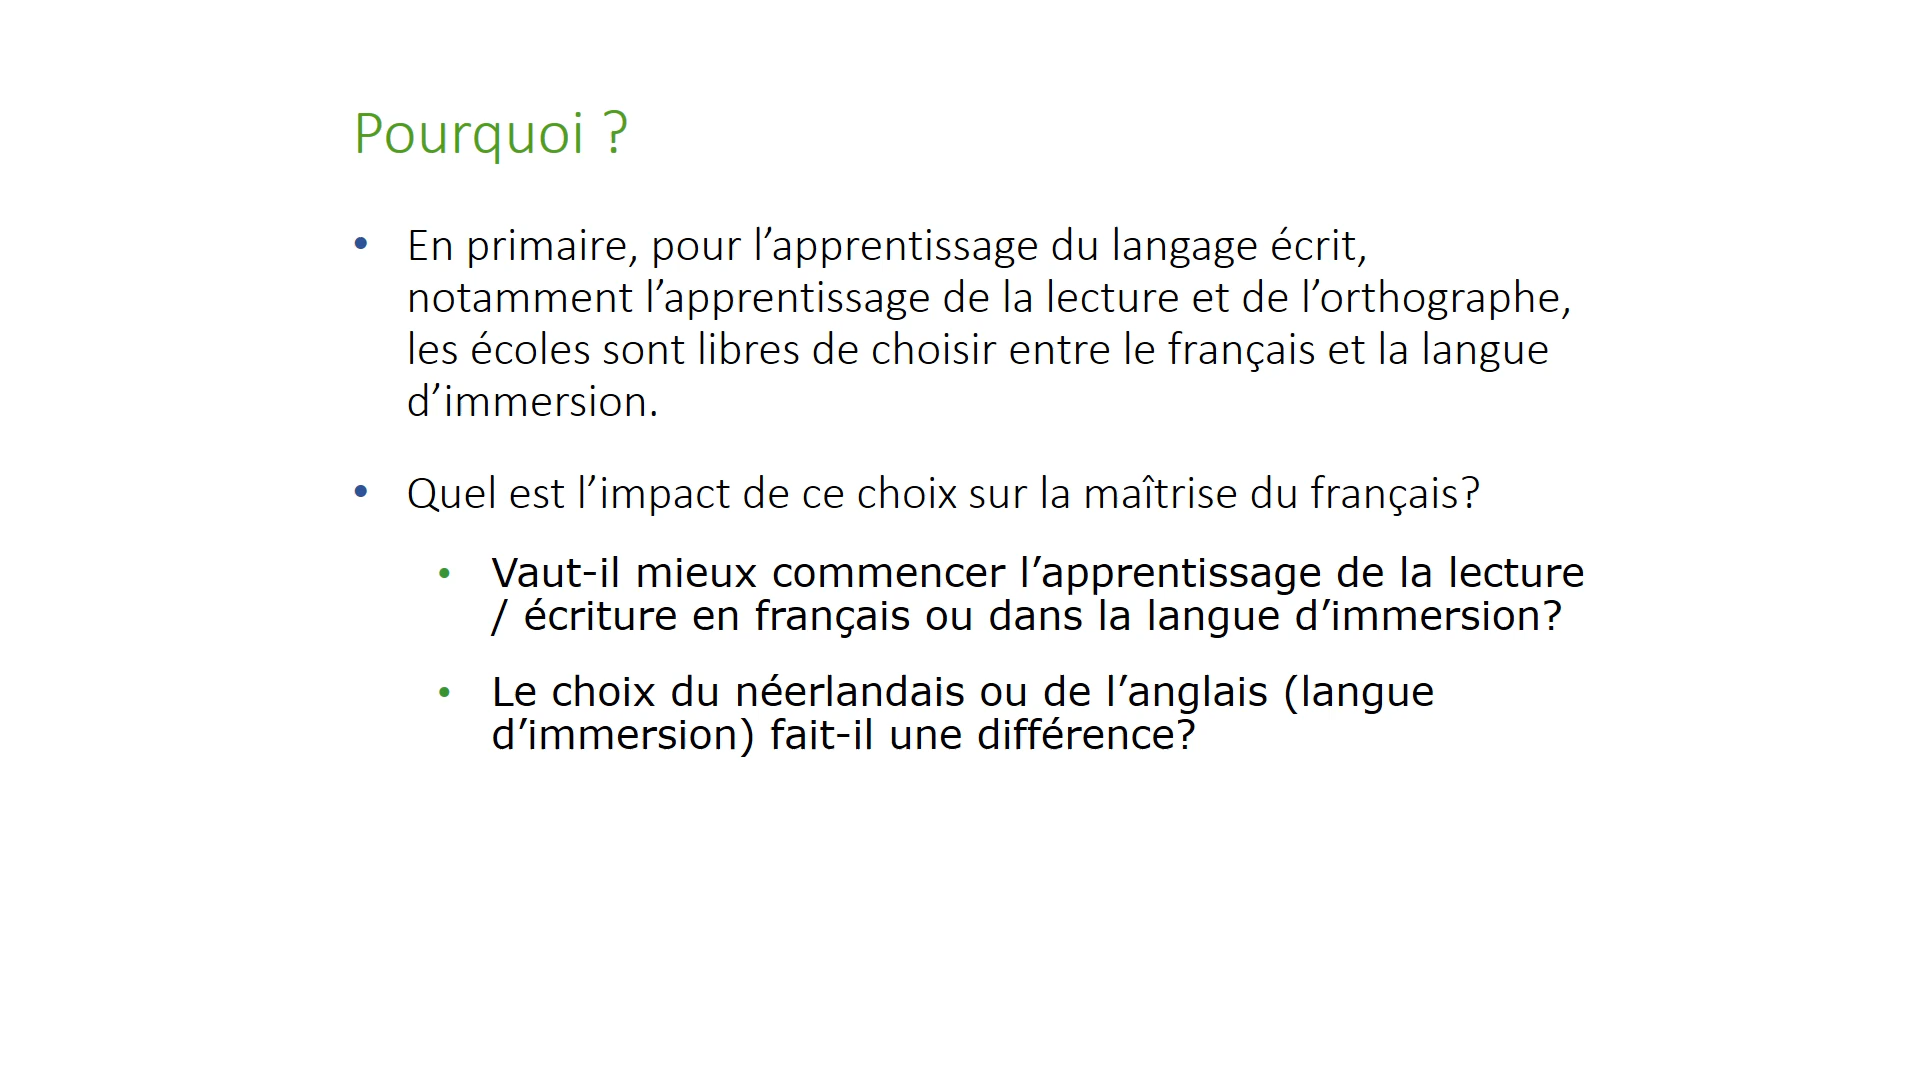 Pourquoi ?
• En primaire, pour l’apprentissage du langage écrit,
notamment l’apprentissage de la lecture et de l’orthographe,
les écoles sont libres de choisir entre le français et la langue
d’immersion.
• Quel est l’impact de ce choix sur la maîtrise du français?
• Vaut-il mieux commencer l’apprentissage de la lecture
/ écriture en français ou dans la langue d’immersion?
• Le choix du néerlandais ou de l’anglais (langue
d’immersion) fait-il une différence?